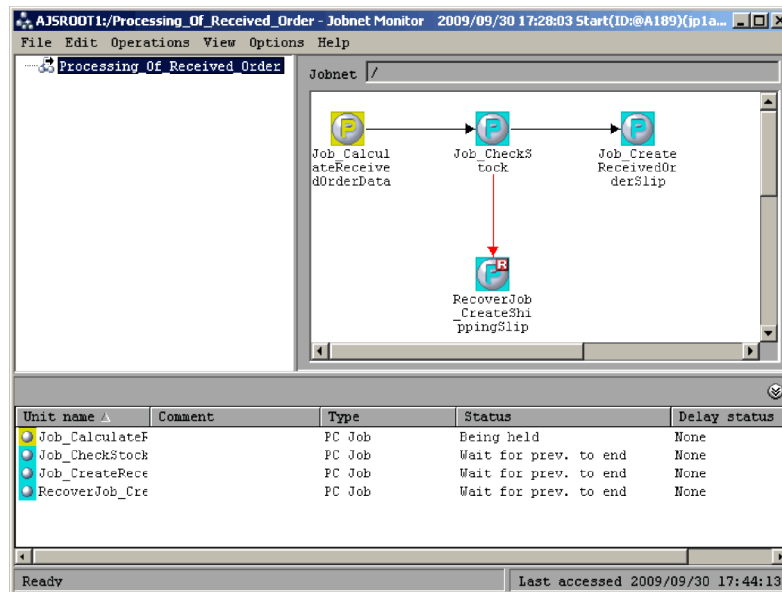 AJSROOT1:/Processing_Of_Received_Order - Jobnet Monitor 2009/09/30 17:28:03 Start(ID:@A189)(jp1a...
File Edit Operations View Options Help
Processing_Of_Received_Order
Jobnet /
P P P
Job_Calcul
ateReceive
dOrderData
Job_CheckS
tock
Job_Create
ReceivedOr
derSlip
P R
RecoverJob
_CreateShi
ppingSlip
Unit name Comment Type Status Delay status
Job_CalculateR PC Job Being held None
Job_CheckStock PC Job Wait for prev. to end None
Job_CreateRece PC Job Wait for prev. to end None
RecoverJob_Cre PC Job Wait for prev. to end None
Ready Last accessed 2009/09/30 17:44:13